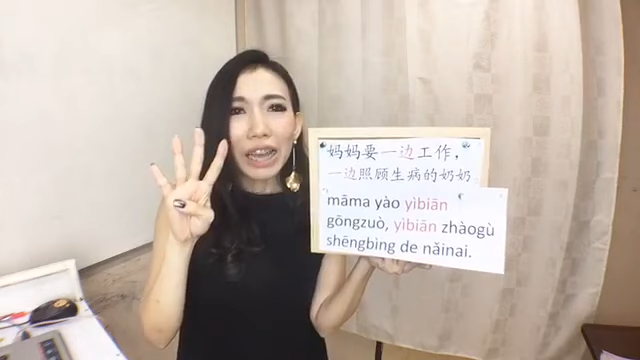 妈妈要一边工作，
一边照顾生病的奶奶
māma yào yìbiān
gōngzuò, yìbiān zhàogù
shēngbìng de nǎinai.